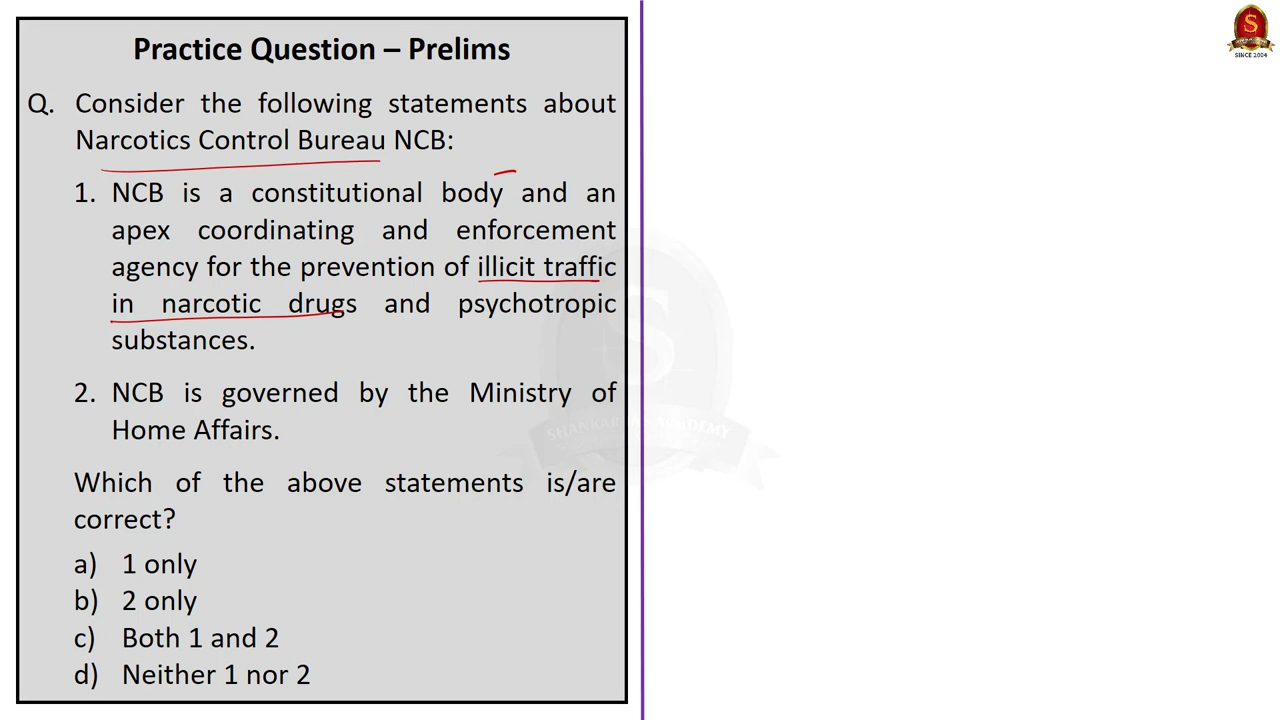 Practice Question – Prelims
Q. Consider the following statements about
Narcotics Control Bureau NCB:
1. NCB is a constitutional body and an
apex coordinating and enforcement
agency for the prevention of illicit traffic
in narcotic drugs and psychotropic
substances.
2. NCB is governed by the Ministry of
Home Affairs.
Which of the above statements is/are
correct?
a) 1 only
b) 2 only
c) Both 1 and 2
d) Neither 1 nor 2
S
SINCE 2004